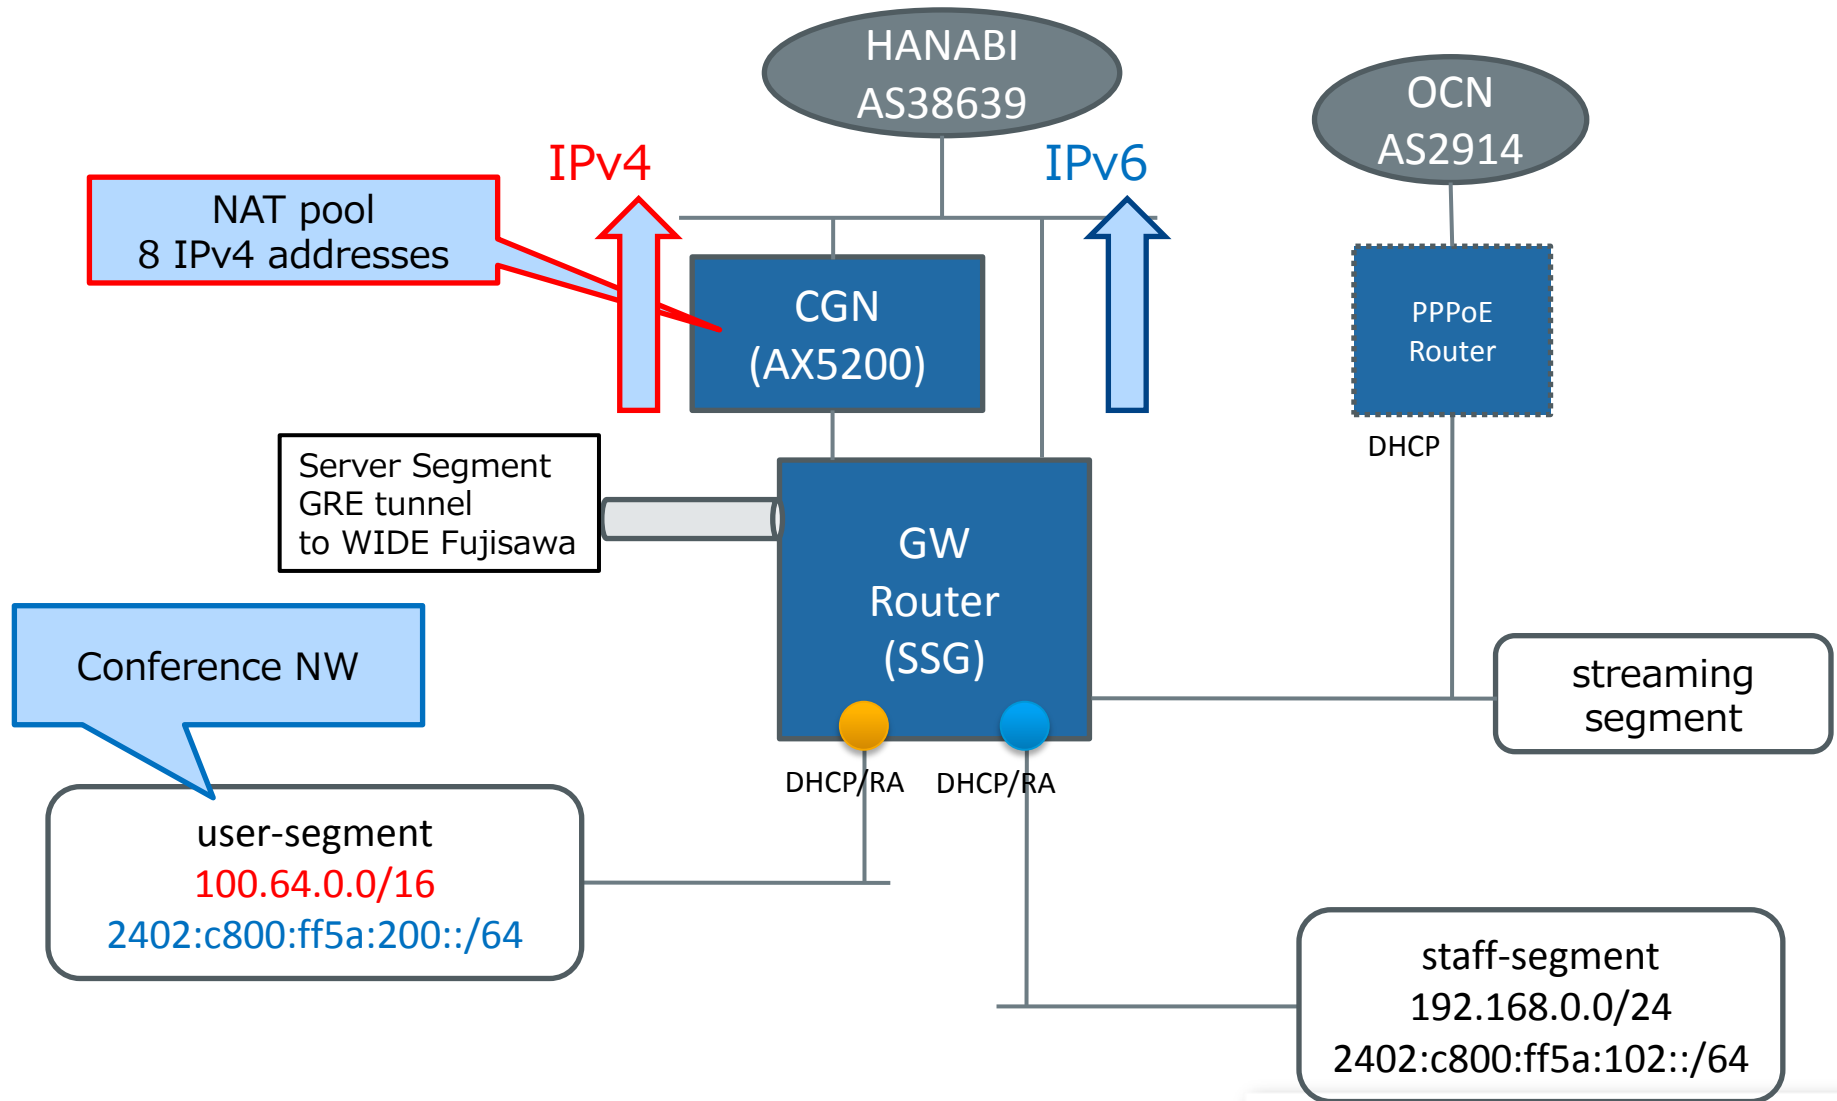 HANABI
AS38639
OCN
AS2914
IPv4
IPv6
NAT pool
8 IPv4 addresses
CGN
(AX5200)
PPPoE
Router
DHCP
Server Segment
GRE tunnel
to WIDE Fujisawa
GW
Router
(SSG)
Conference NW
streaming
segment
DHCP/RA
DHCP/RA
user-segment
100.64.0.0/16
2402:c800:ff5a:200::/64
staff-segment
192.168.0.0/24
2402:c800:ff5a:102::/64